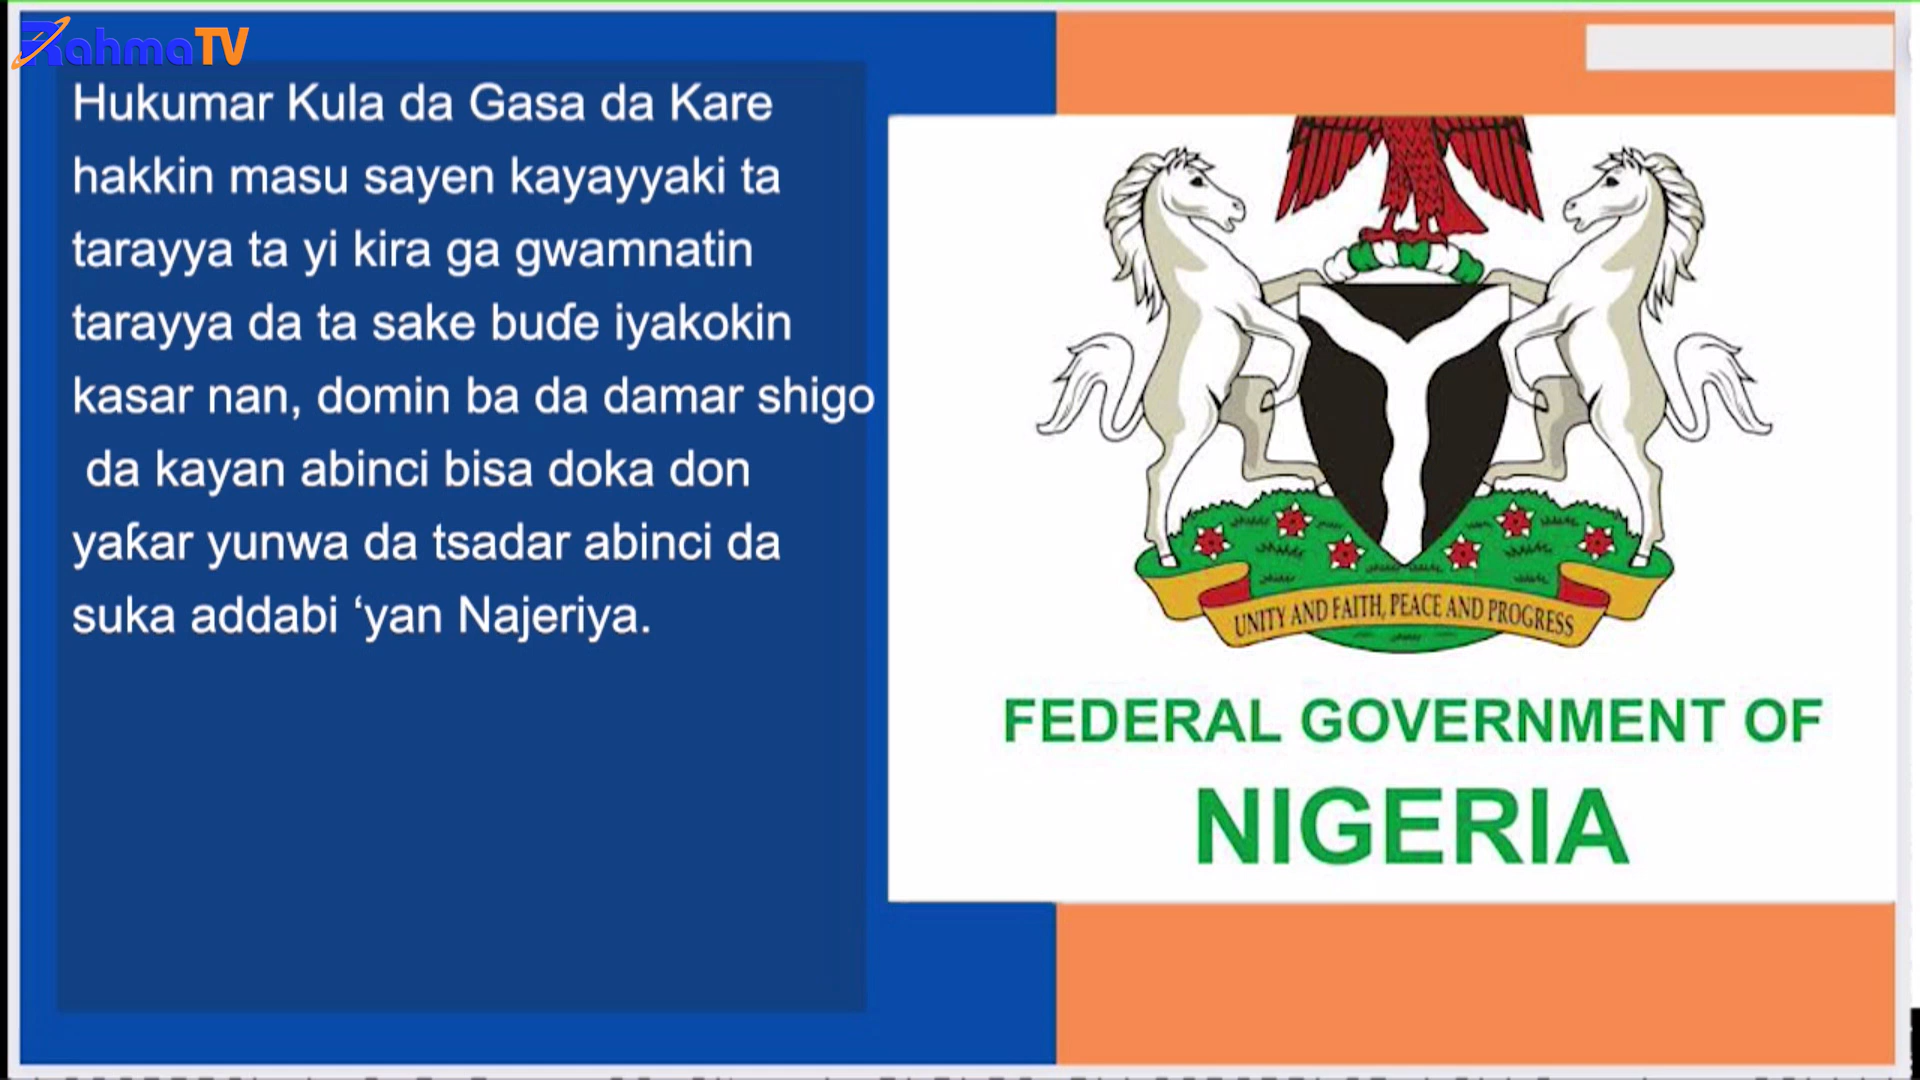 RahmaTV
Hukumar Kula da Gasa da Kare
hakkin masu sayen kayayyaki ta
tarayya ta yi kira ga gwamnatin
tarayya da ta sake buɗe iyakokin
kasar nan, domin ba da damar shigo
da kayan abinci bisa doka don
yaƙar yunwa da tsadar abinci da
suka addabi ‘yan Najeriya.
UNITY AND FAITH, PEACE AND PROGRESS
FEDERAL GOVERNMENT OF
NIGERIA